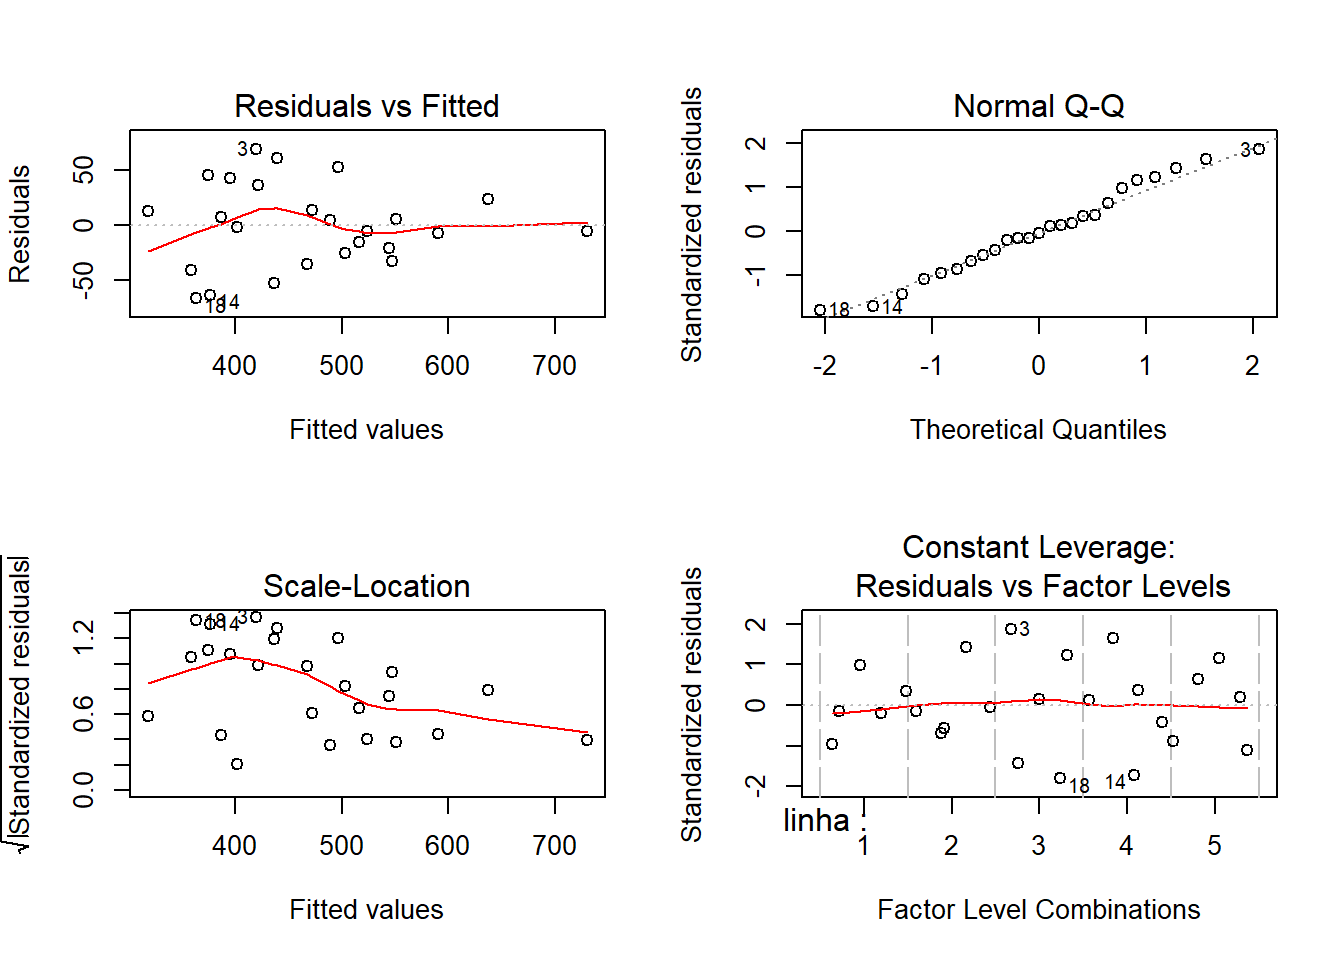 Residuals vs Fitted
Residuals
50
0
-50
3
18
14
400 500 600 700
Fitted values
Normal Q-Q
Standardized residuals
2
1
0
-1
3
18
14
-2 -1 0 1 2
Theoretical Quantiles
Scale-Location
√|Standardized residuals|
1.2
0.6
0.0
18
14
3
400 500 600 700
Fitted values
Constant Leverage:
Residuals vs Factor Levels
Standardized residuals
2
1
0
-2
3
18
14
linha :
1 2 3 4 5
Factor Level Combinations